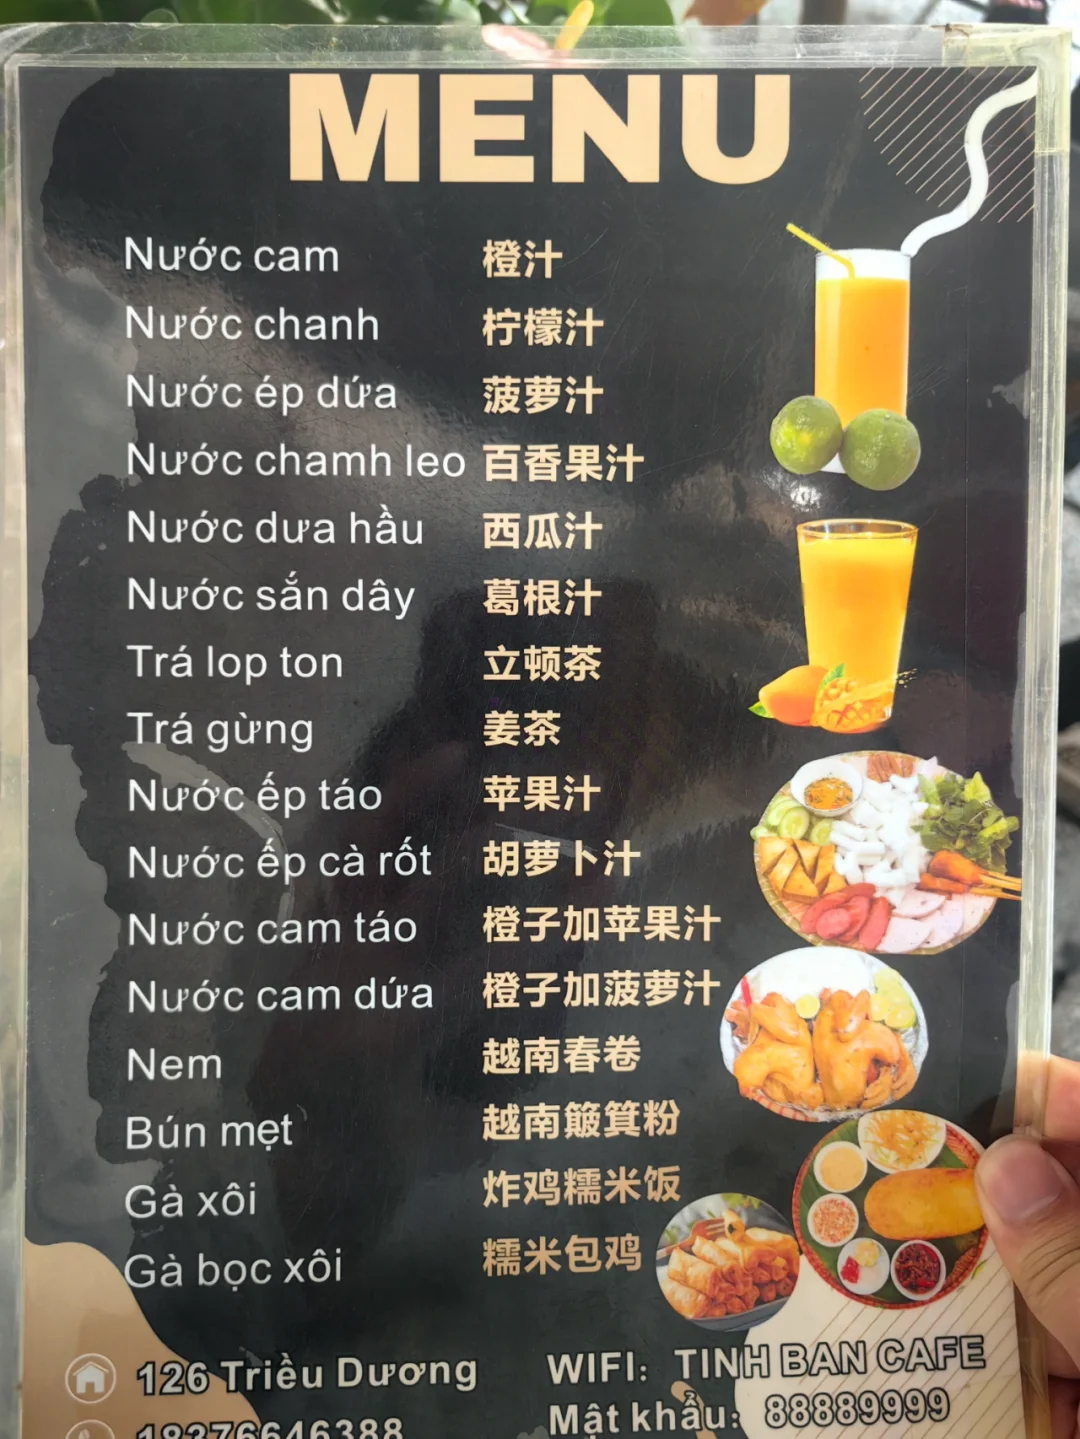 MENU
Nước cam 橙汁
Nước chanh 柠檬汁
Nước ép dứa 菠萝汁
Nước chamh leo 百香果汁
Nước dưa hầu 西瓜汁
Nước sắn dây 葛根汁
Trá lop ton 立顿茶
Trá gừng 姜茶
Nước ếp táo 苹果汁
Nước ếp cà rốt 胡萝卜汁
Nước cam táo 橙子加苹果汁
Nước cam dứa 橙子加菠萝汁
Nem 越南春卷
Bún mẹt 越南簸箕粉
Gà xôi 炸鸡糯米饭
Gà bọc xôi 糯米包鸡
126 Triều Dương WIFI: TINH BAN CAFE
18376646388 Mật khẩu: 88889999